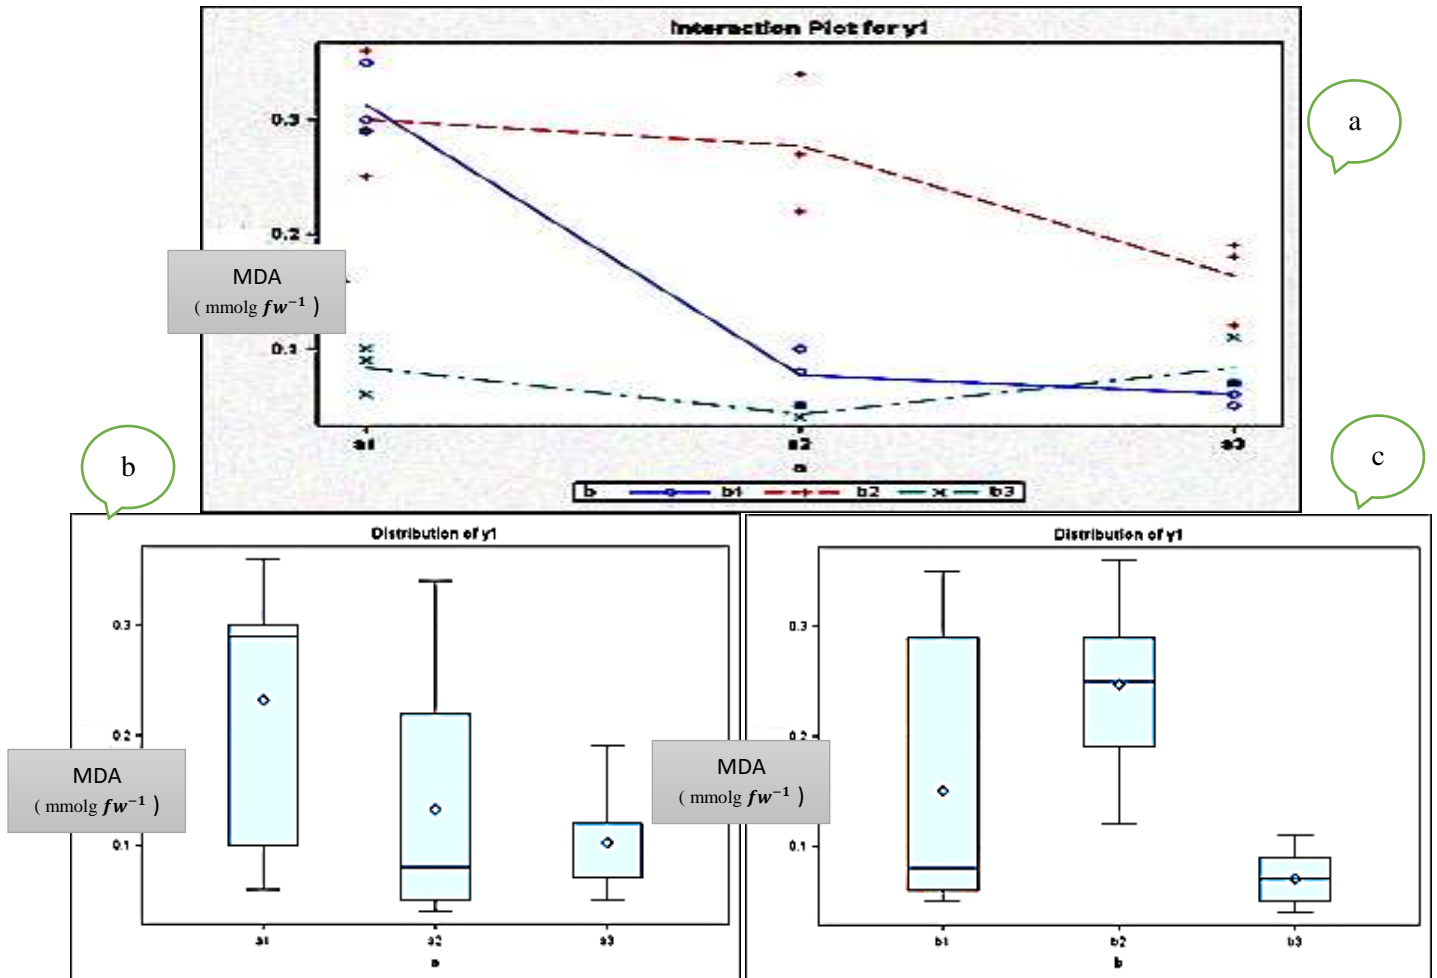 Interaction Plot for y1
a
0.3
0.2
MDA
( mmolg fw⁻¹ )
0.1
a1 a2 a3
a
b b1 b2 b3
b
c
Distribution of y1
0.3
0.2
MDA
( mmolg fw⁻¹ )
0.1
a1 a2 a3
a
Distribution of y1
0.3
0.2
MDA
( mmolg fw⁻¹ )
0.1
b1 b2 b3
b